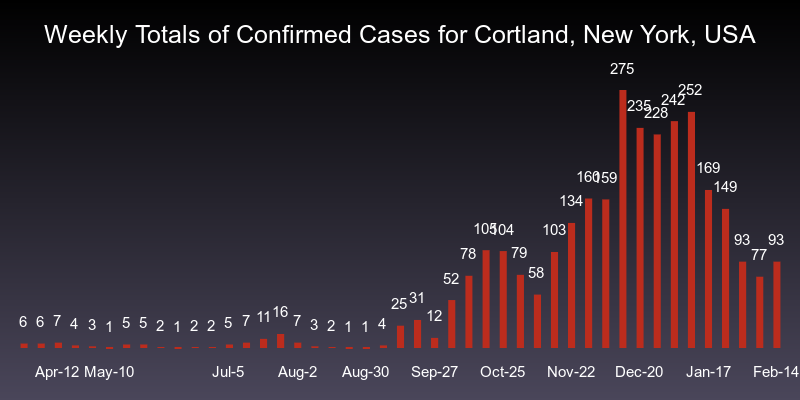 Weekly Totals of Confirmed Cases for Cortland, New York, USA
6 6 7 4 3 1 5 5 2 1 2 2 5 7 11 16 7 3 2 1 1 4 25 31 12 52 78 105 104 79 58 103 134 160 159 275 235 228 242 252 169 149 93 77 93
Apr-12 May-10 Jul-5 Aug-2 Aug-30 Sep-27 Oct-25 Nov-22 Dec-20 Jan-17 Feb-14